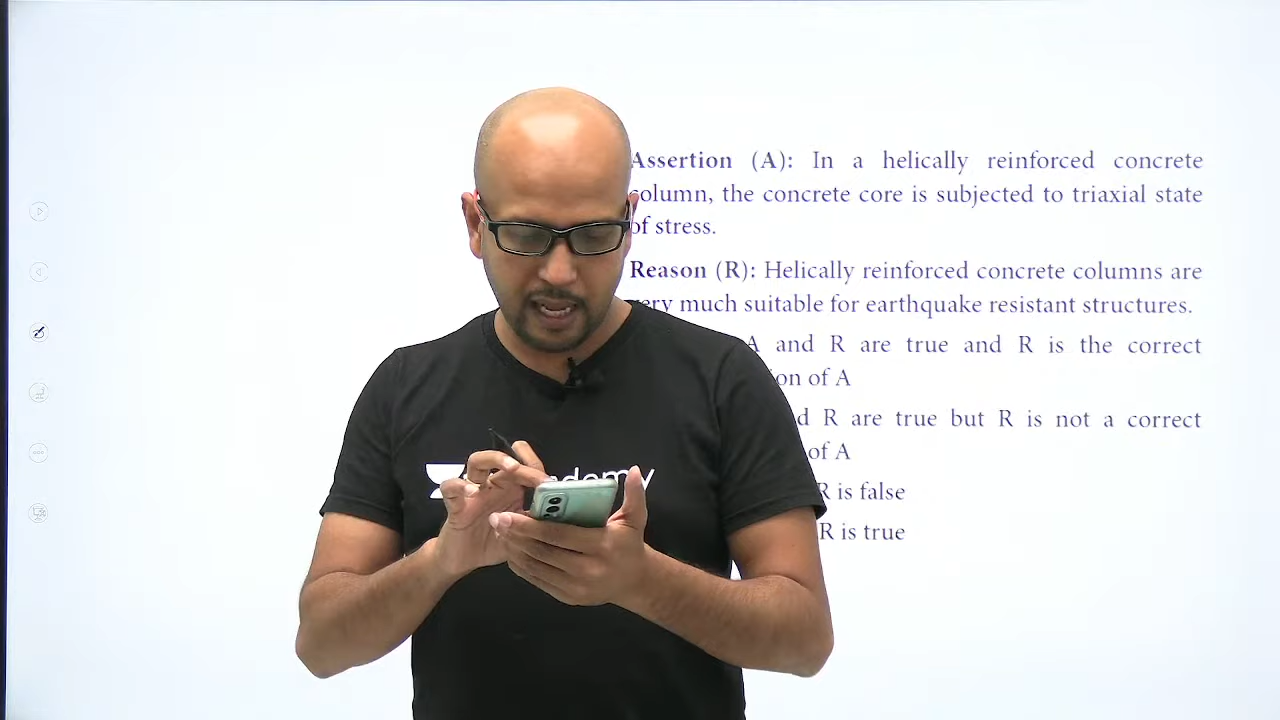 Assertion (A): In a helically reinforced concrete
column, the concrete core is subjected to triaxial state
of stress.
Reason (R): Helically reinforced concrete columns are
very much suitable for earthquake resistant structures.
A and R are true and R is the correct
of A
R are true but R is not a correct
of A
R is false
R is true